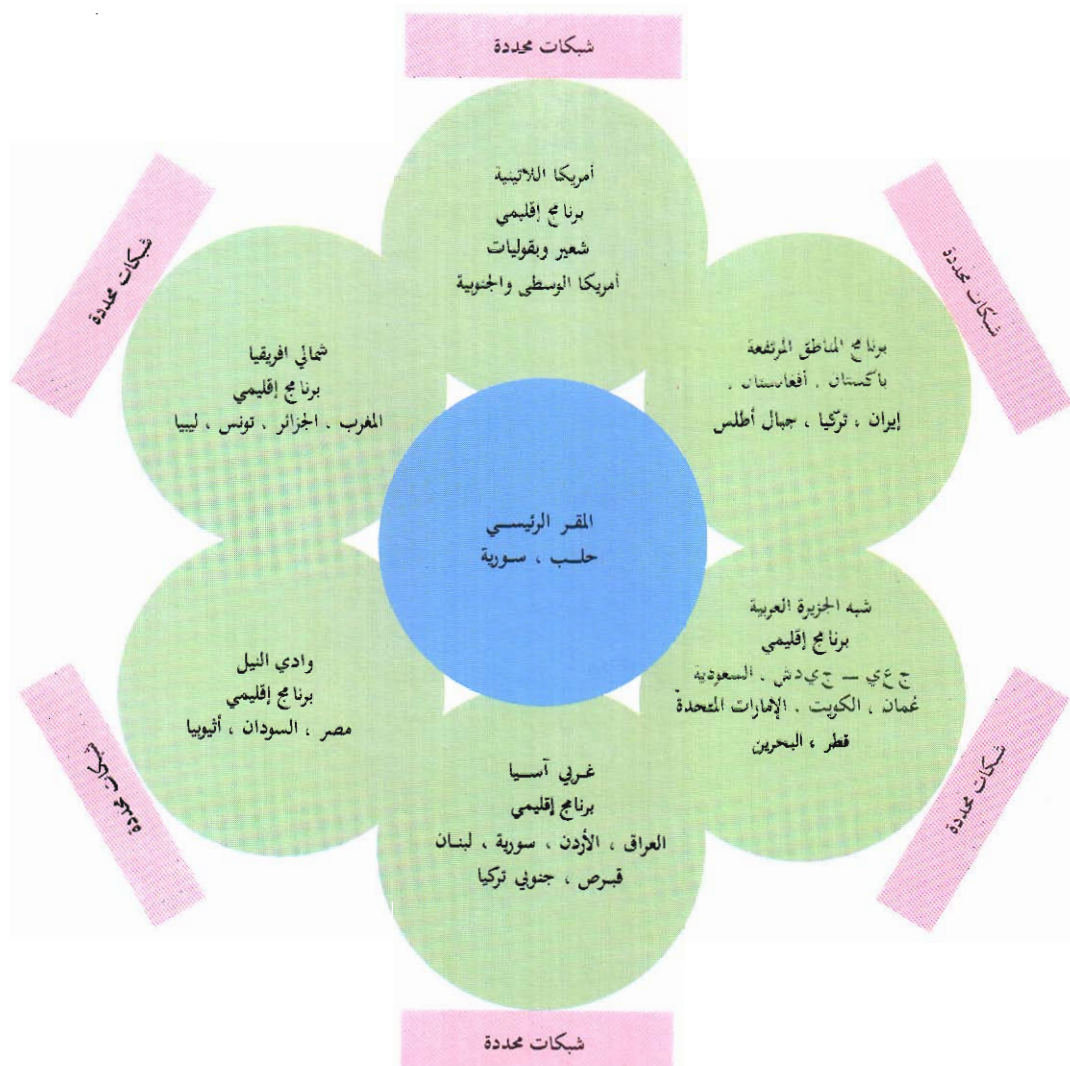 شبكات محددة
أمريكا اللاتينية
برنامج إقليمي
شعير وبقوليات
أمريكا الوسطى والجنوبية
شبكات محددة
برنامج المناطق المرتفعة
باكستان ، أفغانستان ،
إيران ، تركيا ، جبال أطلس
شبكات محددة
شمالي افريقيا
برنامج إقليمي
المغرب ، الجزائر ، تونس ، ليبيا
المقر الرئيسي
حلب ، سورية
شبه الجزيرة العربية
برنامج إقليمي
ج ع ي – ج ي د ش ، السعودية
عُمان ، الكويت ، الإمارات المتحدة
قطر ، البحرين
شبكات محددة
وادي النيل
برنامج إقليمي
مصر ، السودان ، أثيوبيا
شبكات محددة
غربي آسيا
برنامج إقليمي
العراق ، الأردن ، سورية ، لبنان
قبرص ، جنوبي تركيا
شبكات محددة